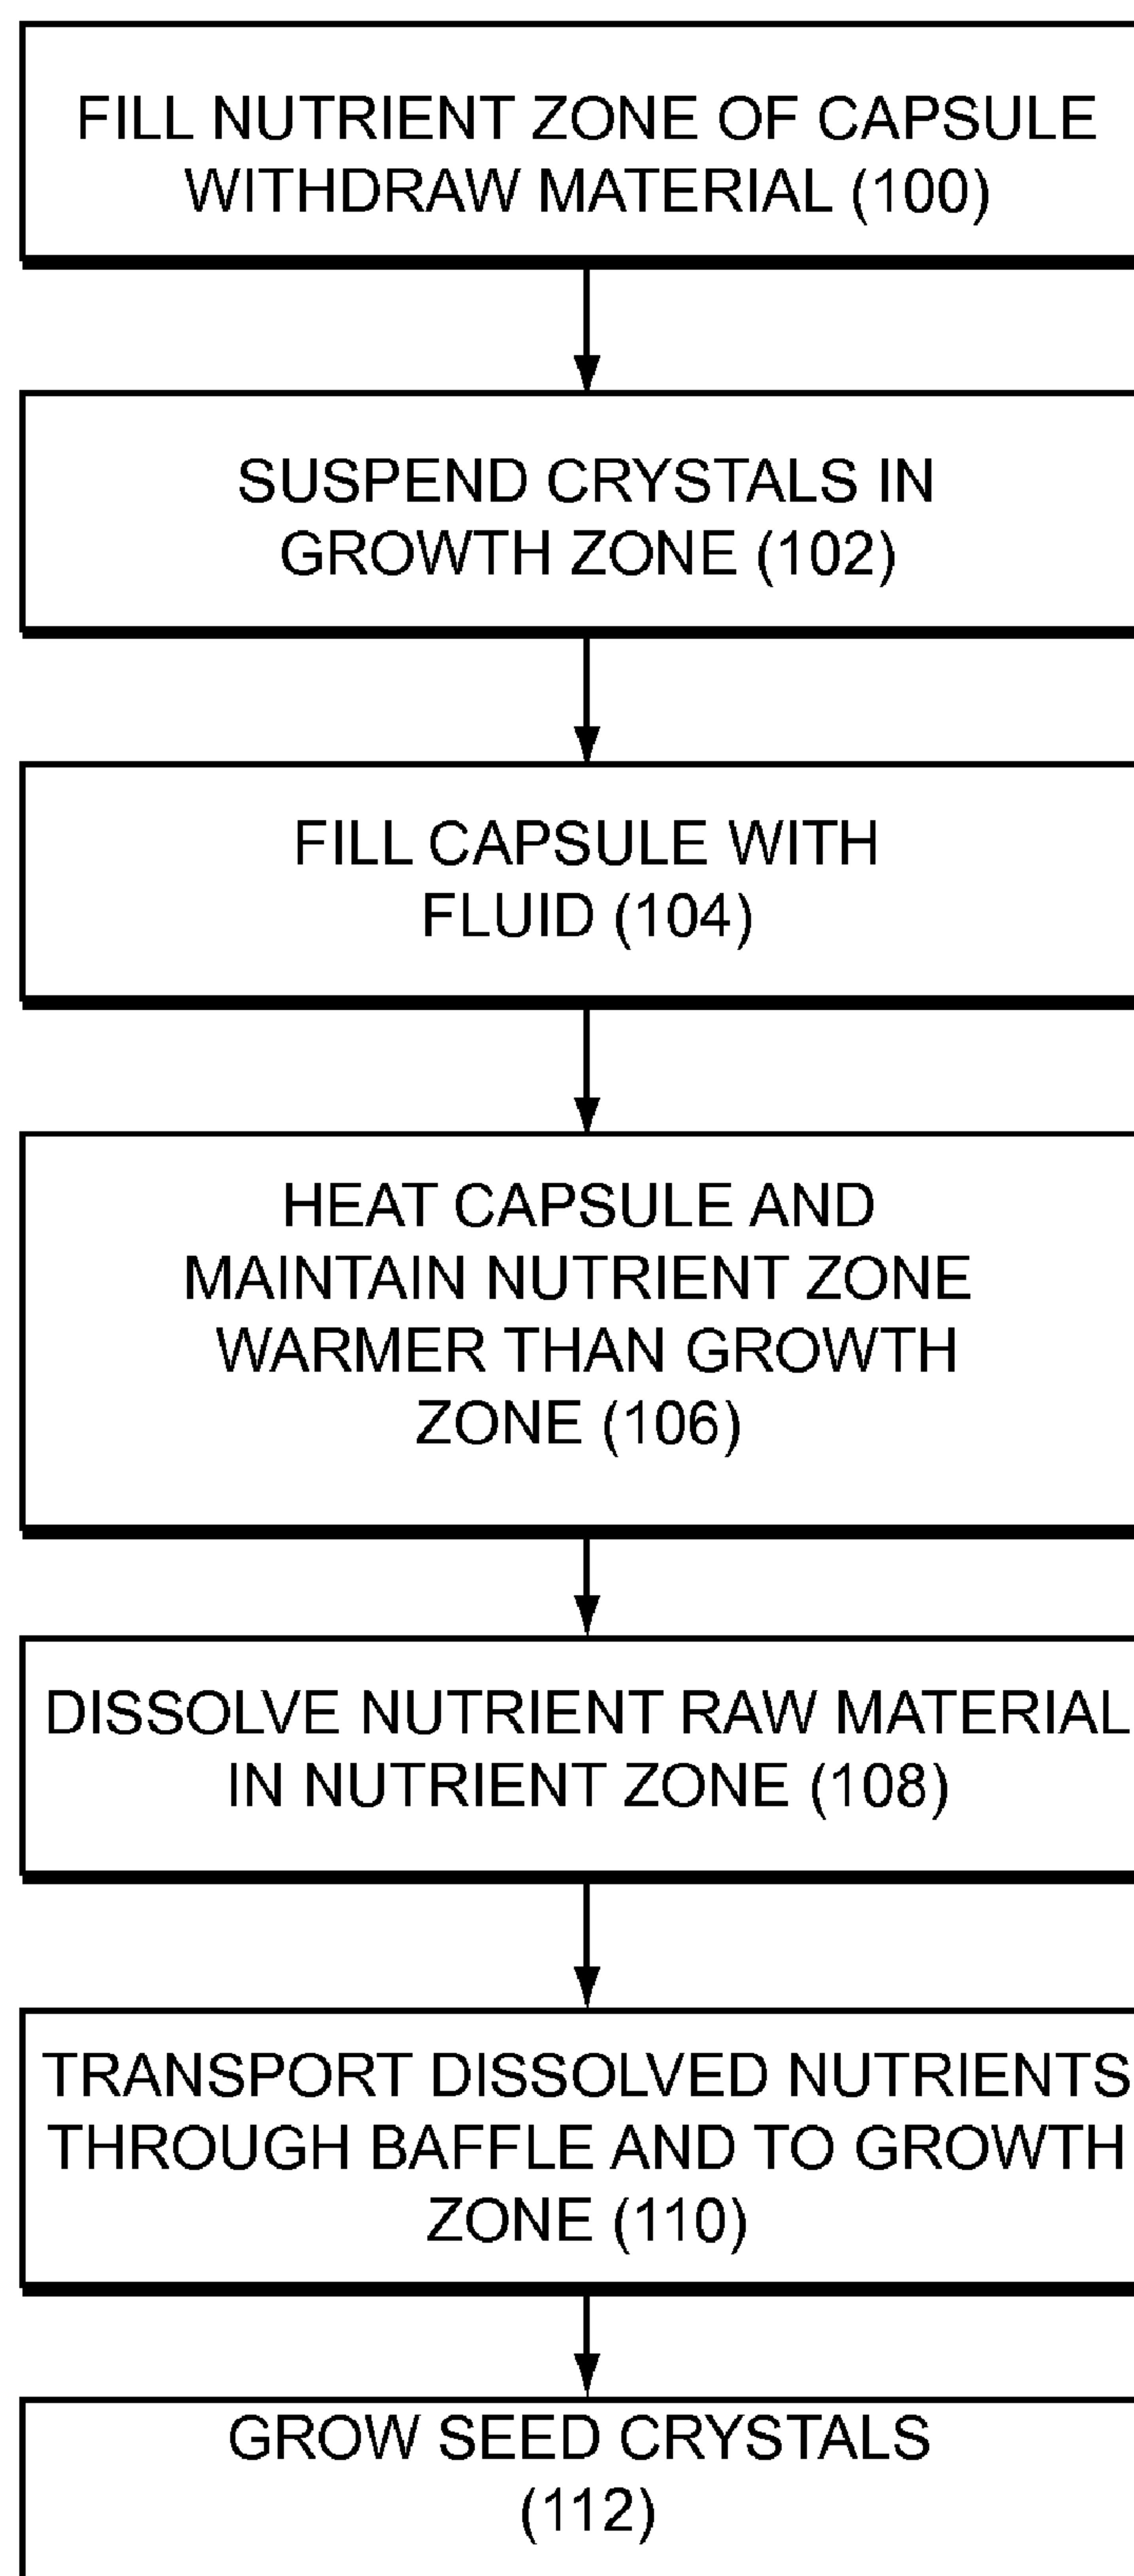 FILL NUTRIENT ZONE OF CAPSULE
WITHDRAW MATERIAL (100)
SUSPEND CRYSTALS IN
GROWTH ZONE (102)
FILL CAPSULE WITH
FLUID (104)
HEAT CAPSULE AND
MAINTAIN NUTRIENT ZONE
WARMER THAN GROWTH
ZONE (106)
DISSOLVE NUTRIENT RAW MATERIAL
IN NUTRIENT ZONE (108)
TRANSPORT DISSOLVED NUTRIENTS
THROUGH BAFFLE AND TO GROWTH
ZONE (110)
GROW SEED CRYSTALS
(112)